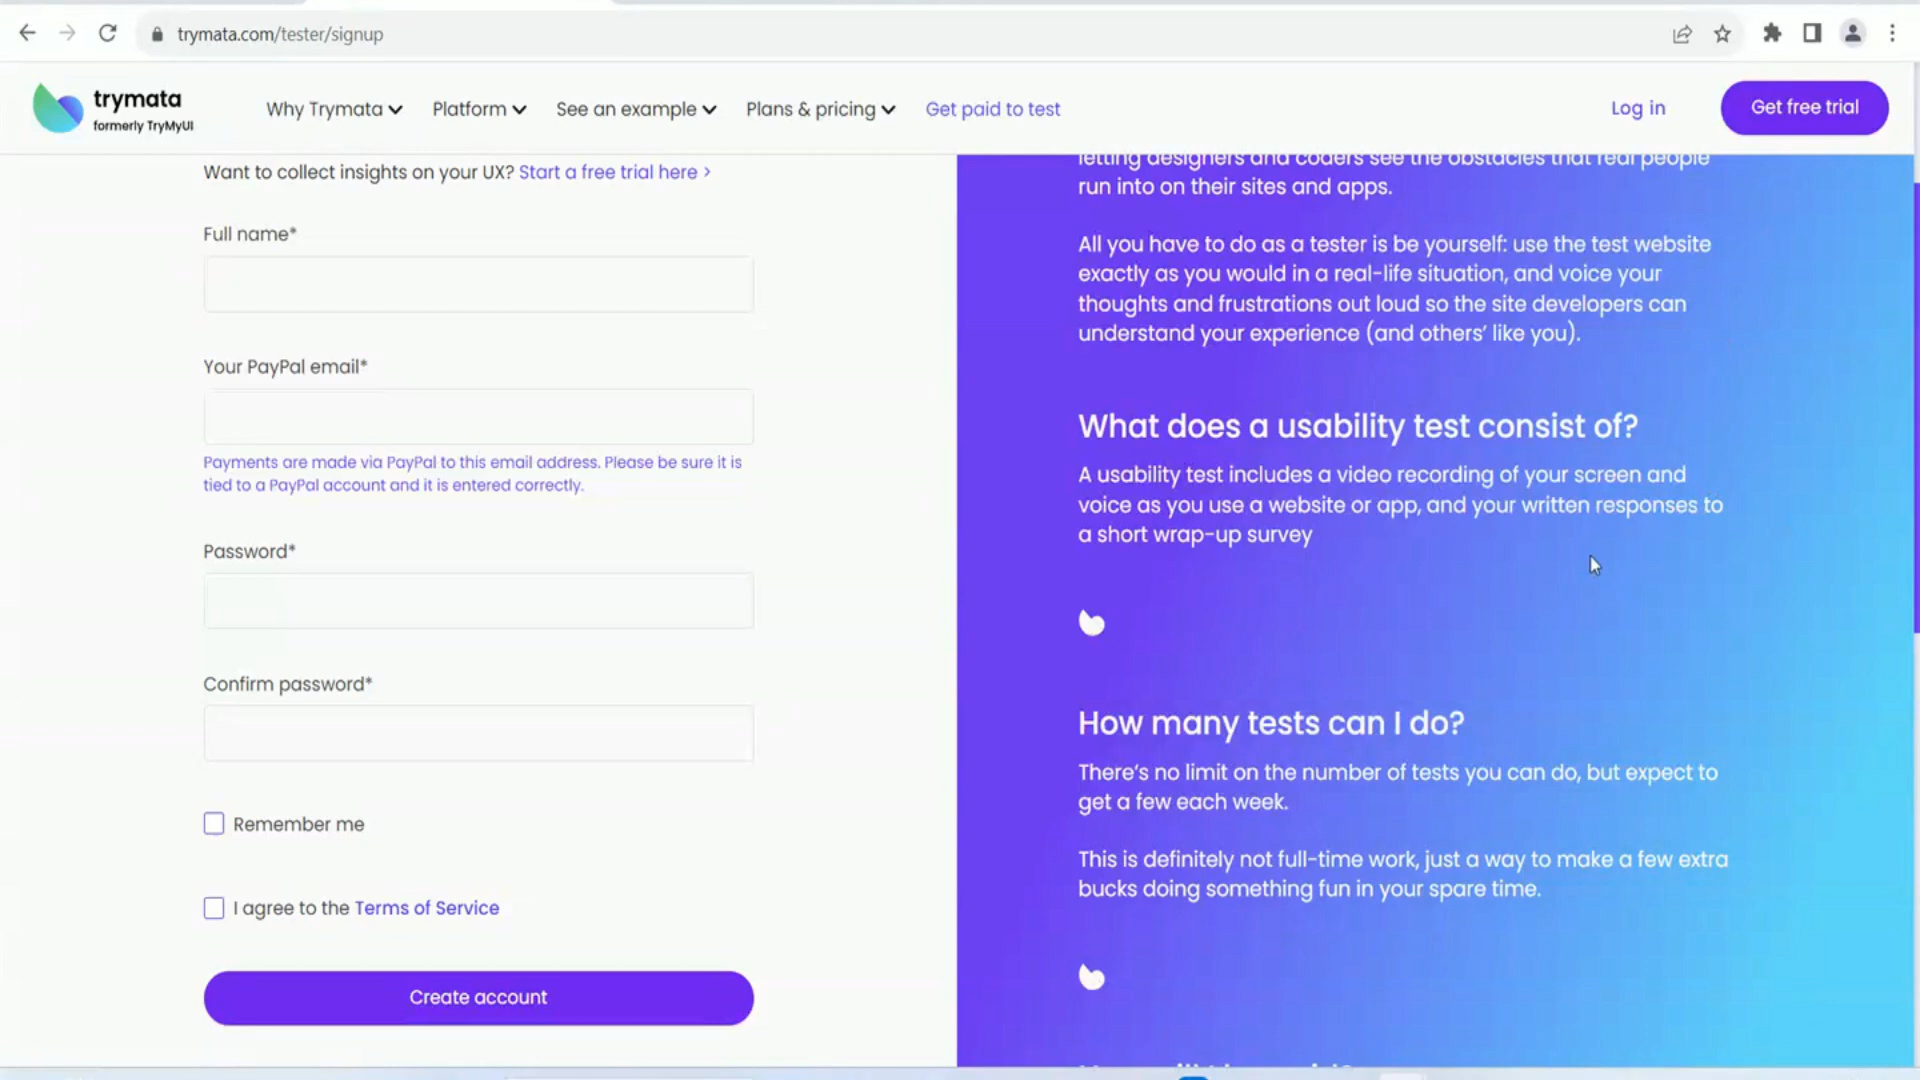 trymata.com/tester/signup
trymata
formerly TryMyUI
Why Trymata
Platform
See an example
Plans & pricing
Get paid to test
Log in
Get free trial
Want to collect insights on your UX? Start a free trial here >
Full name*
Your PayPal email*
Payments are made via PayPal to this email address. Please be sure it is
tied to a PayPal account and it is entered correctly.
Password*
Confirm password*
Remember me
I agree to the Terms of Service
Create account
letting designers and coders see the obstacles that real people
run into on their sites and apps.
All you have to do as a tester is be yourself: use the test website
exactly as you would in a real-life situation, and voice your
thoughts and frustrations out loud so the site developers can
understand your experience (and others' like you).
What does a usability test consist of?
A usability test includes a video recording of your screen and
voice as you use a website or app, and your written responses to
a short wrap-up survey
How many tests can I do?
There's no limit on the number of tests you can do, but expect to
get a few each week.
This is definitely not full-time work, just a way to make a few extra
bucks doing something fun in your spare time.